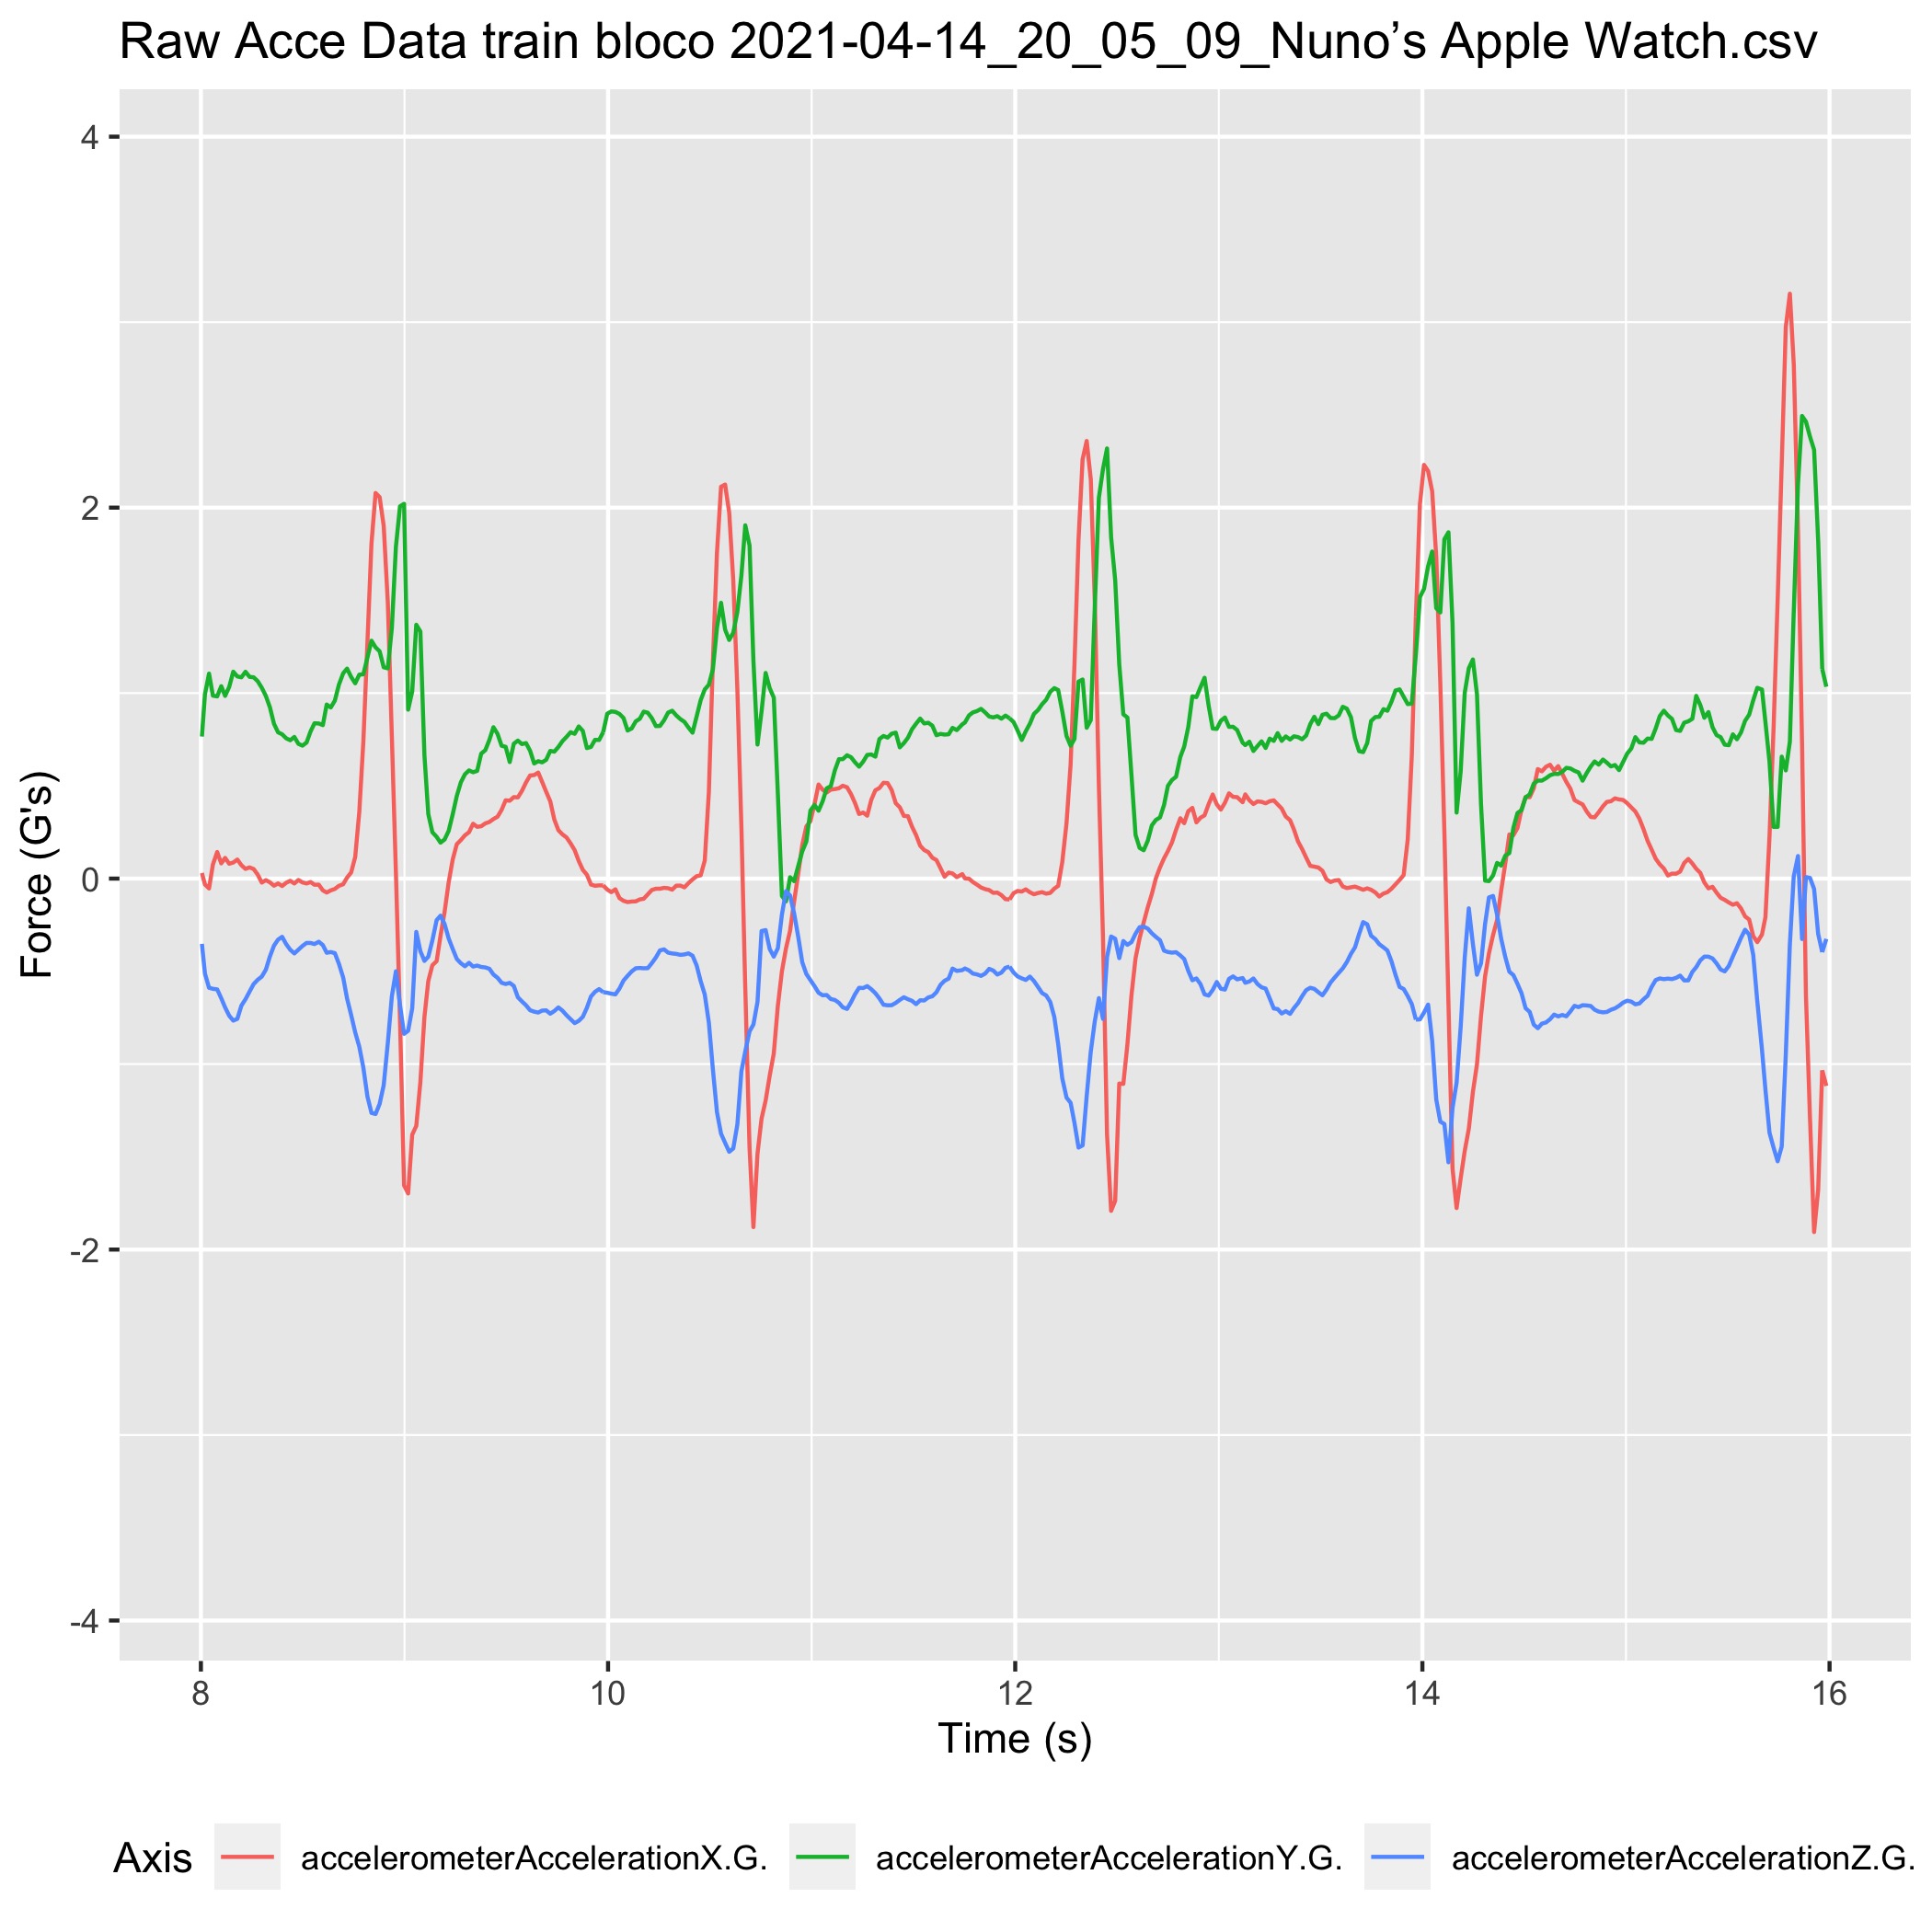 Raw Acce Data train bloco 2021-04-14_20_05_09_Nuno’s Apple Watch.csv
4
2
0
-2
-4
Force (G's)
8 10 12 14 16
Time (s)
Axis accelerometerAccelerationX.G. accelerometerAccelerationY.G. accelerometerAccelerationZ.G.